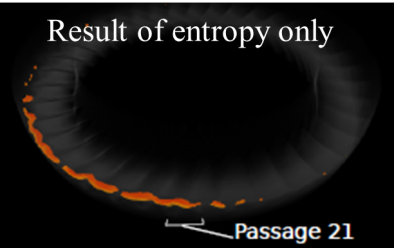 Result of entropy only
Passage 21